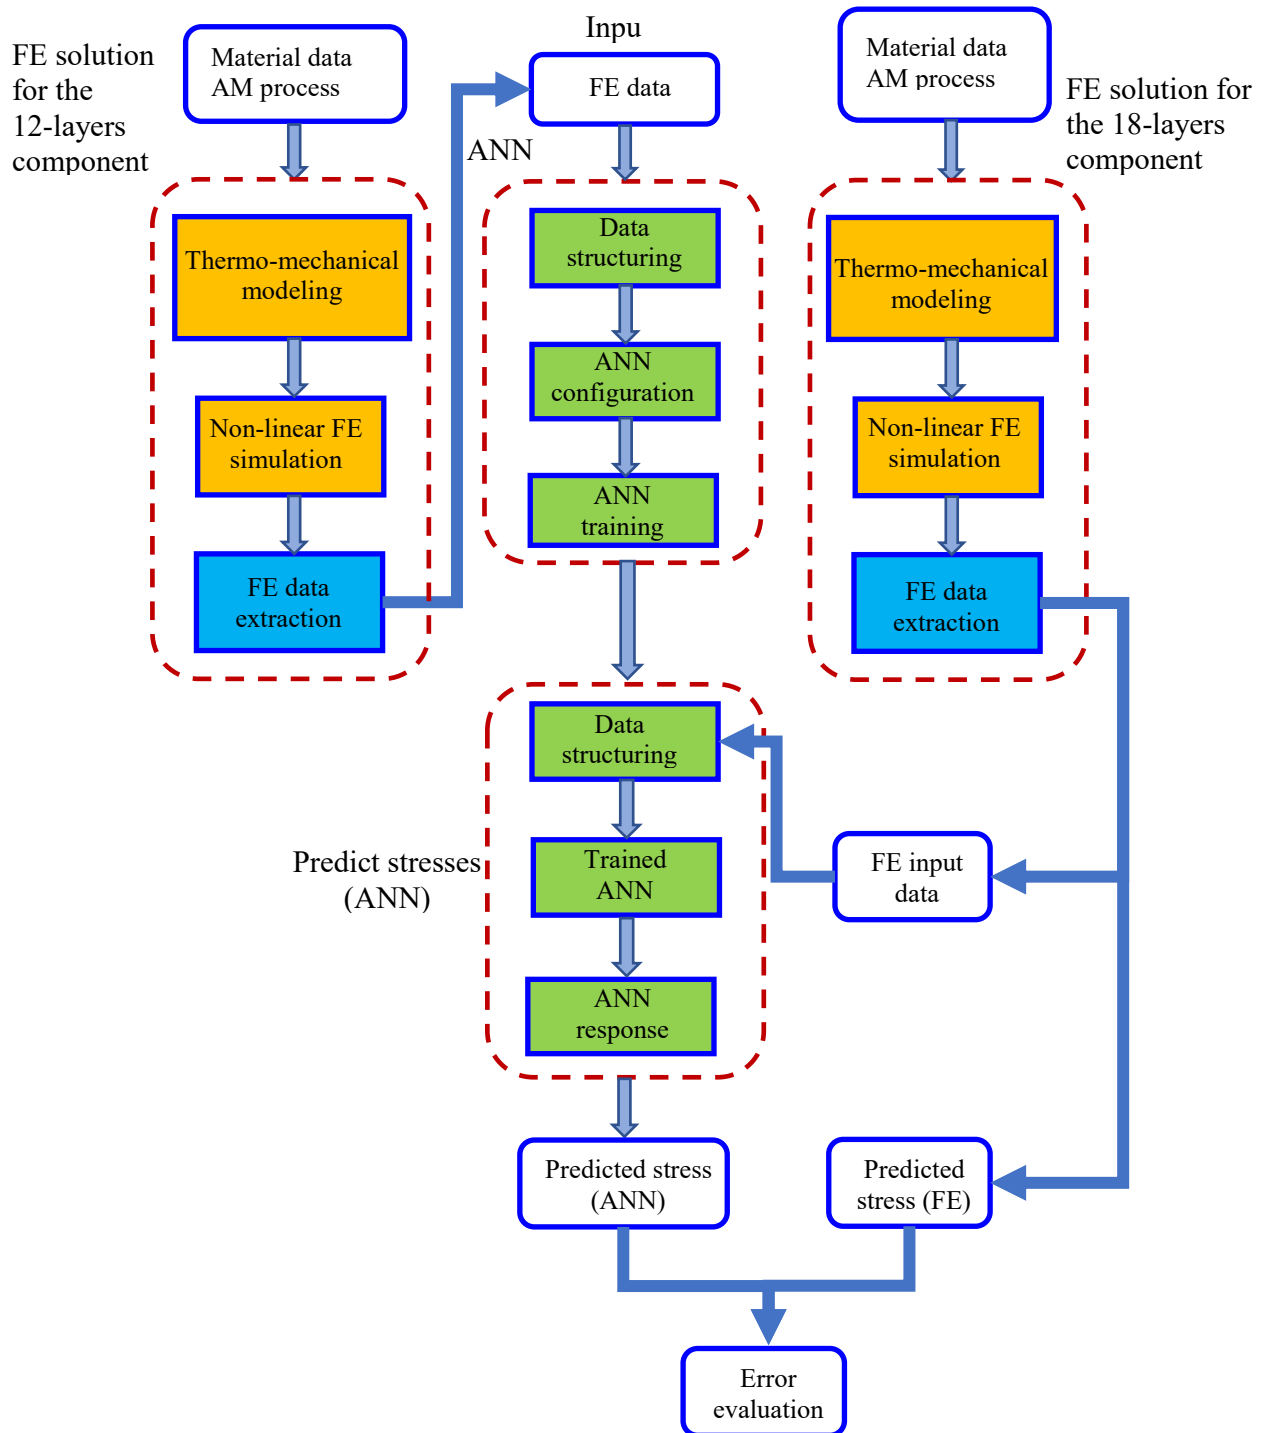 FE solution
for the
12-layers
component
Material data
AM process
Inpu
FE data
ANN
Material data
AM process
FE solution for
the 18-layers
component
Thermo-mechanical
modeling
Non-linear FE
simulation
FE data
extraction
Data
structuring
ANN
configuration
ANN
training
Thermo-mechanical
modeling
Non-linear FE
simulation
FE data
extraction
Predict stresses
(ANN)
Data
structuring
Trained
ANN
ANN
response
FE input
data
Predicted stress
(ANN)
Predicted
stress (FE)
Error
evaluation